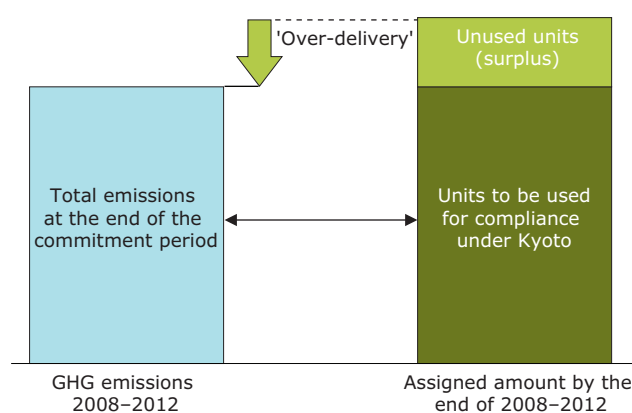 'Over-delivery'
Unused units
(surplus)
Total emissions
at the end of the
commitment period
Units to be used
for compliance
under Kyoto
GHG emissions
2008–2012
Assigned amount by the
end of 2008–2012